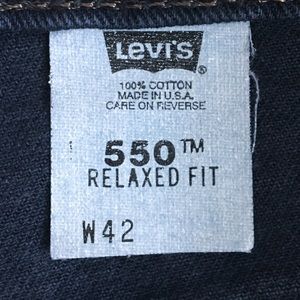 Levi's ®
100% COTTON
MADE IN U.S.A.
CARE ON REVERSE
550™
RELAXED FIT
W42